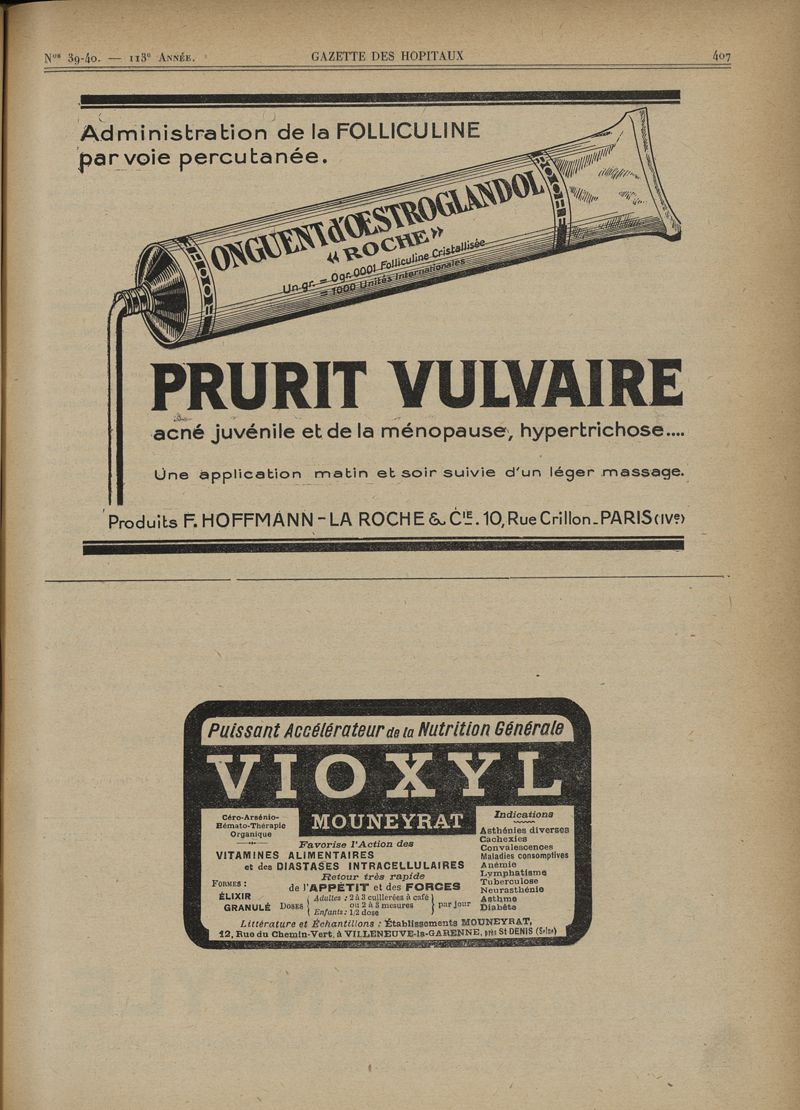 Nos 39-40. — 113e Année.
GAZETTE DES HOPITAUX
407
Administration de la FOLLICULINE
par voie percutanée.
ONGUENT d'ŒSTROGLANDOL
« ROCHE »
Un gr. = 0gr.0001 Folliculine Cristallisée
= 1000 Unités Internationales
PRURIT VULVAIRE
acné juvénile et de la ménopause, hypertrichose....
Une application matin et soir suivie d'un léger massage.
Produits F. HOFFMANN-LA ROCHE & CIE. 10, Rue Crillon_PARIS (IVe)
Puissant Accélérateur de la Nutrition Générale
VIOXYL
MOUNEYRAT
Céro-Arsénio-
Hémato-Thérapie
Organique
Favorise l'Action des
VITAMINES ALIMENTAIRES
et des DIASTASES INTRACELLULAIRES
Retour très rapide
de l'APPÉTIT et des FORCES
FORMES :
ÉLIXIR
GRANULÉ
DOSES
Adultes : 2 à 3 cuillerées à café
ou 2 à 3 mesures
Enfants : 1/2 dose
par jour
Indications
Asthénies diverses
Cachexies
Convalescences
Maladies consomptives
Anémie
Lymphatisme
Tuberculose
Neurasthénie
Asthme
Diabète
Littérature et Échantillons : Établissements MOUNEYRAT,
12, Rue du Chemin-Vert, à VILLENEUVE-la-GARENNE, près St DENIS (Seine)